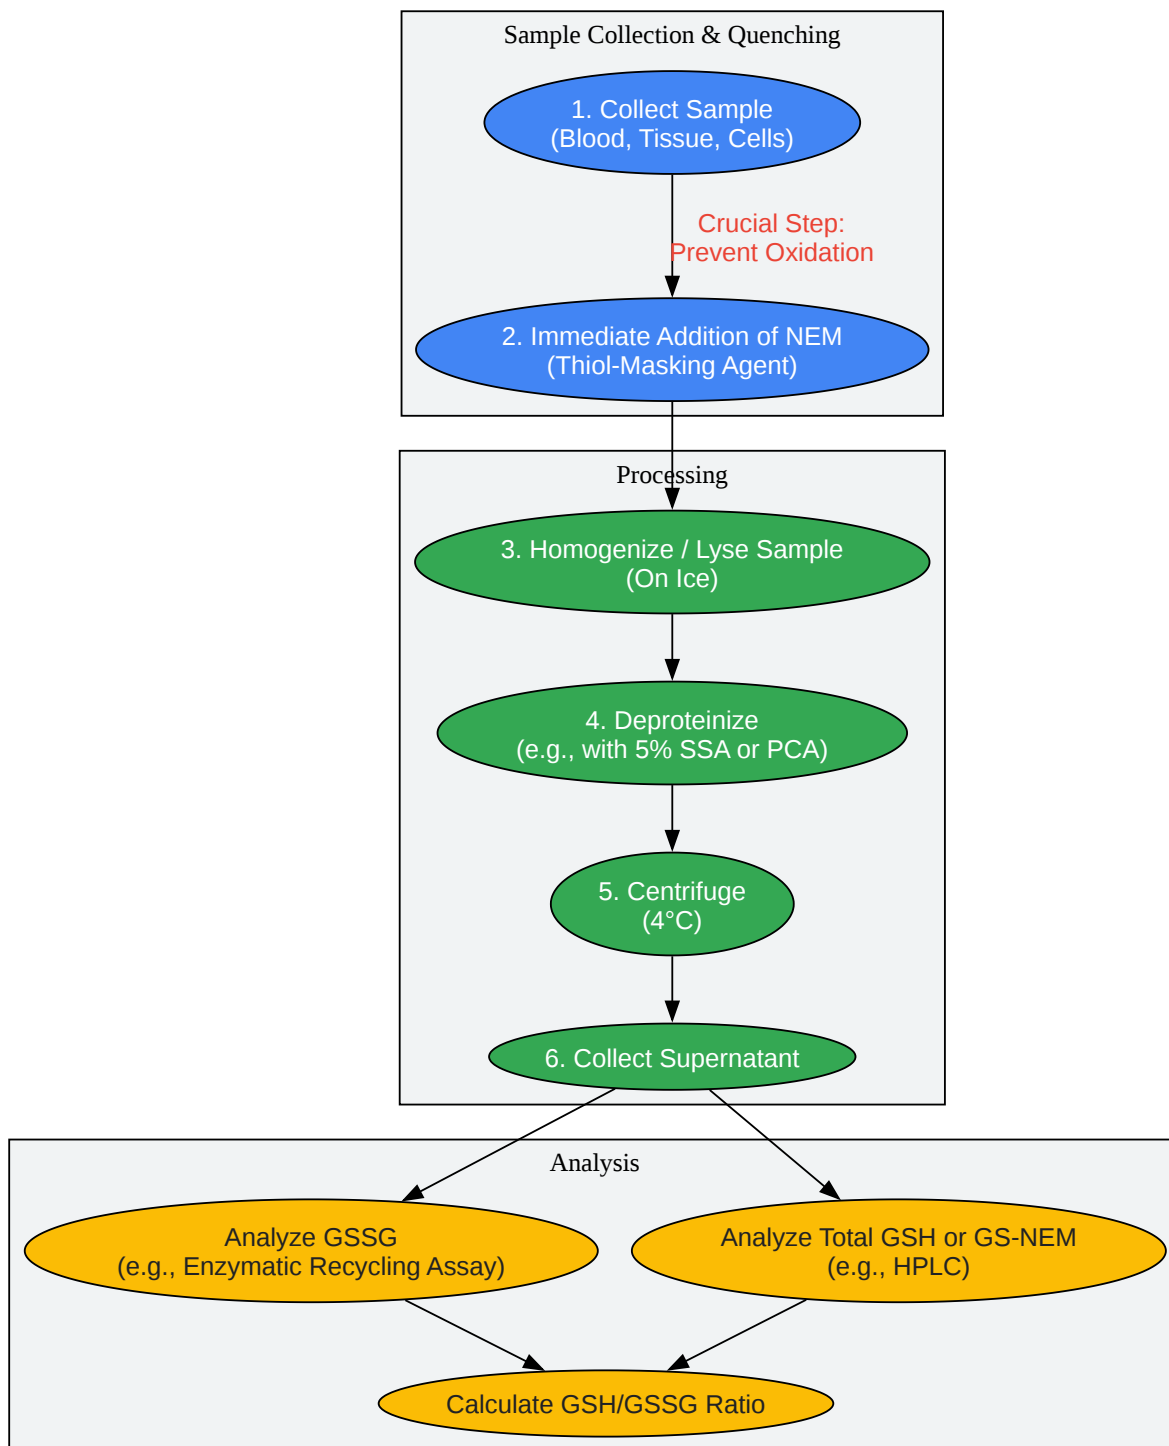 Sample Collection & Quenching
1. Collect Sample
(Blood, Tissue, Cells)
Crucial Step:
Prevent Oxidation
2. Immediate Addition of NEM
(Thiol-Masking Agent)
Processing
3. Homogenize / Lyse Sample
(On Ice)
4. Deproteinize
(e.g., with 5% SSA or PCA)
5. Centrifuge
(4°C)
6. Collect Supernatant
Analysis
Analyze GSSG
(e.g., Enzymatic Recycling Assay)
Analyze Total GSH or GS-NEM
(e.g., HPLC)
Calculate GSH/GSSG Ratio